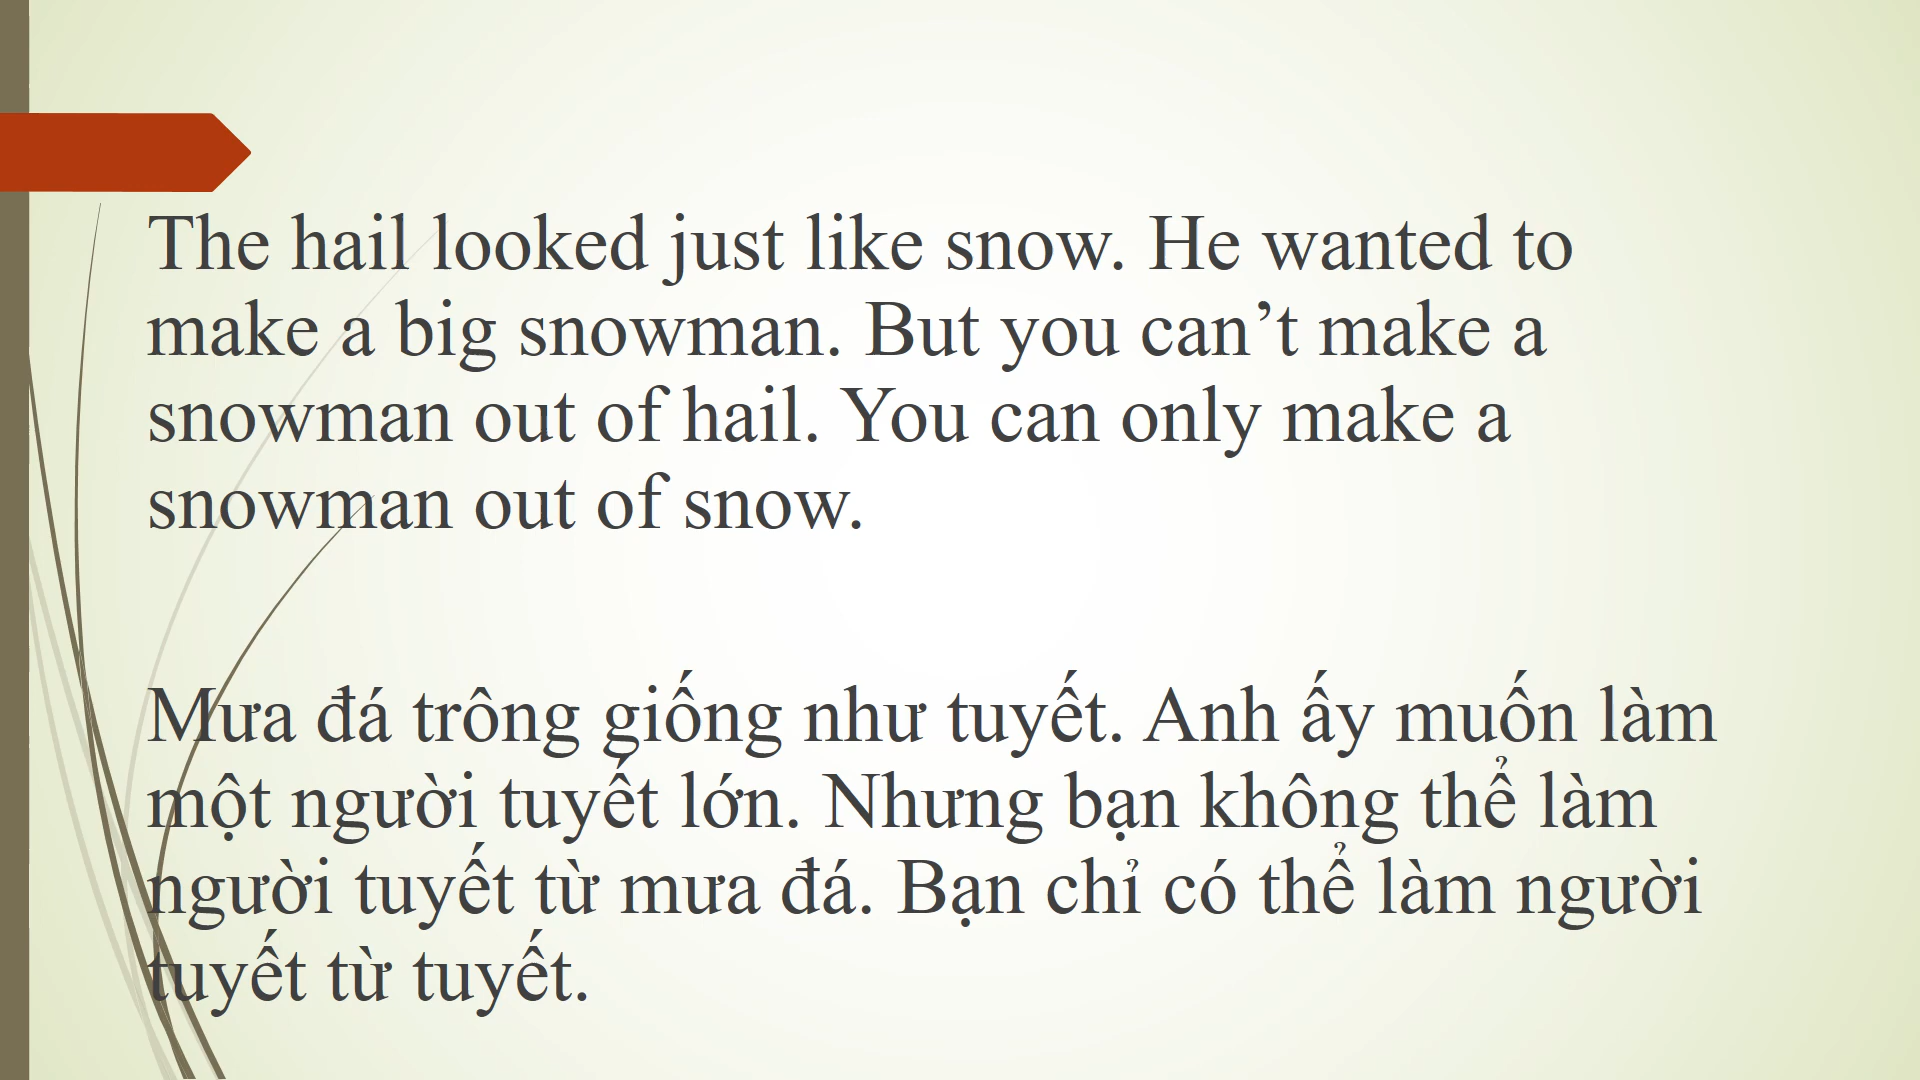 The hail looked just like snow. He wanted to
make a big snowman. But you can’t make a
snowman out of hail. You can only make a
snowman out of snow.
Mưa đá trông giống như tuyết. Anh ấy muốn làm
một người tuyết lớn. Nhưng bạn không thể làm
người tuyết từ mưa đá. Bạn chỉ có thể làm người
tuyết từ tuyết.